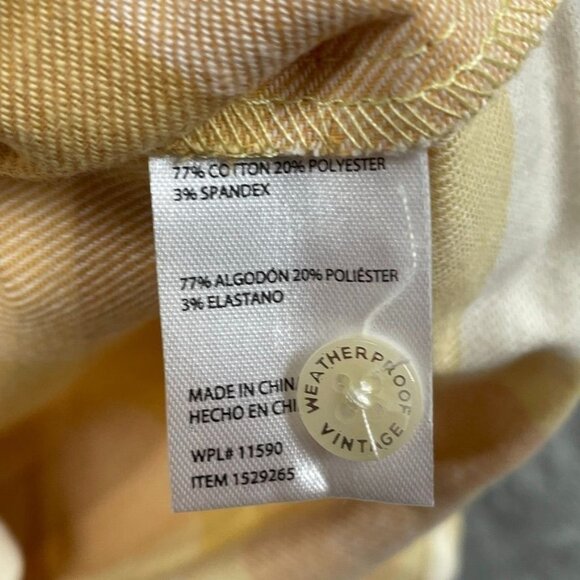 77% COTTON 20% POLYESTER
3% SPANDEX
77% ALGODÓN 20% POLIÉSTER
3% ELASTANO
MADE IN CHINA
HECHO EN CHI
WPL# 11590
ITEM 1529265
WEATHERPROOF
VINTAGE